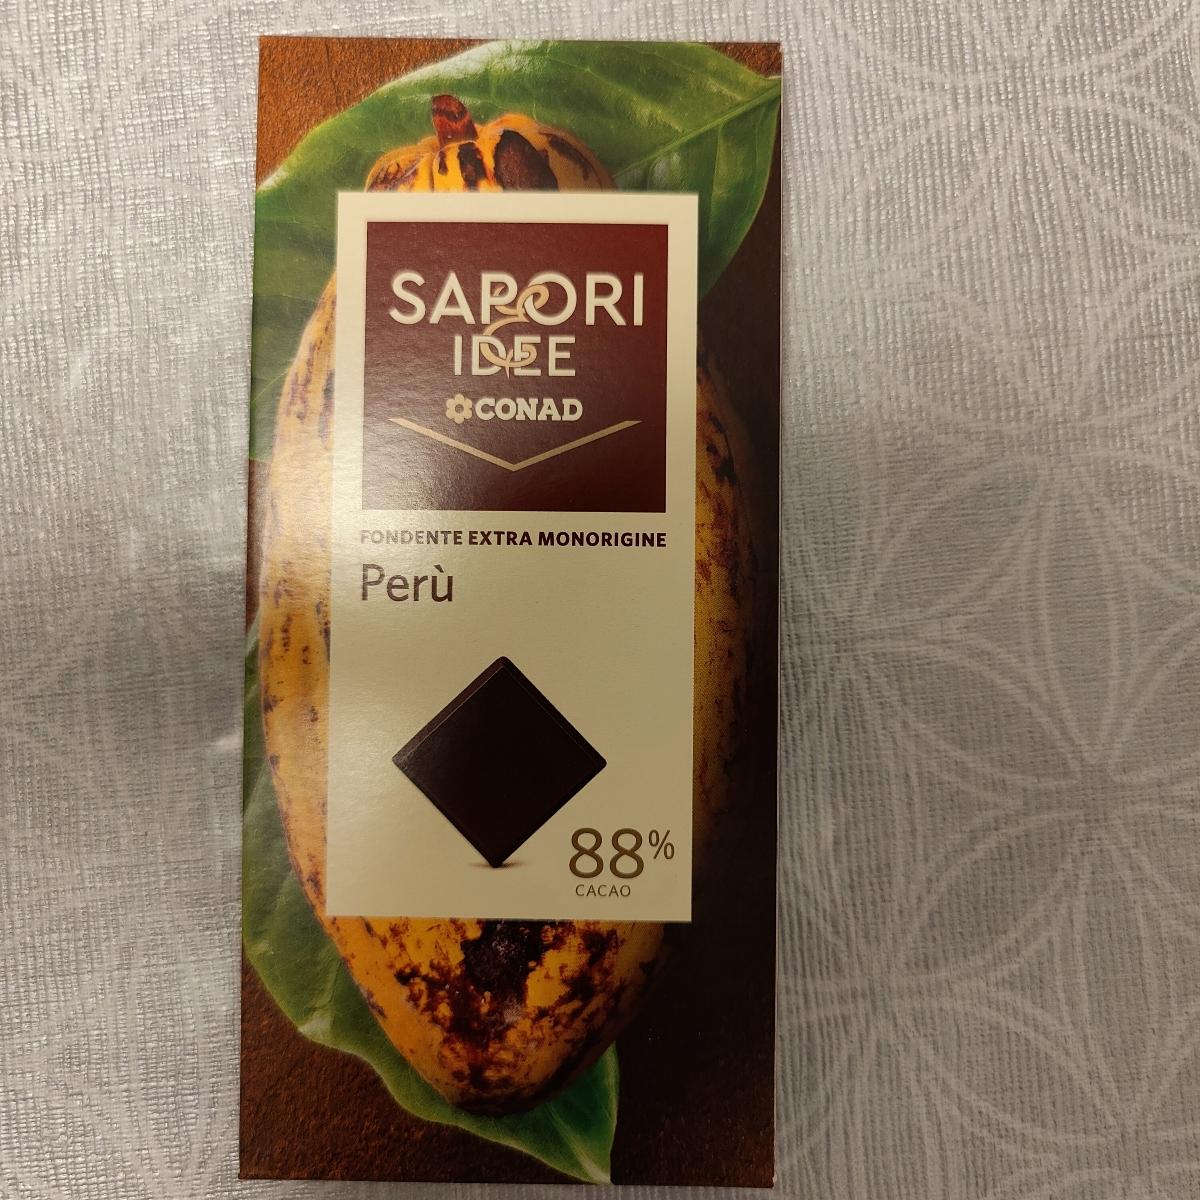 SAPORI
&
IDEE
CONAD
FONDENTE EXTRA MONORIGINE
Perù
88%
CACAO